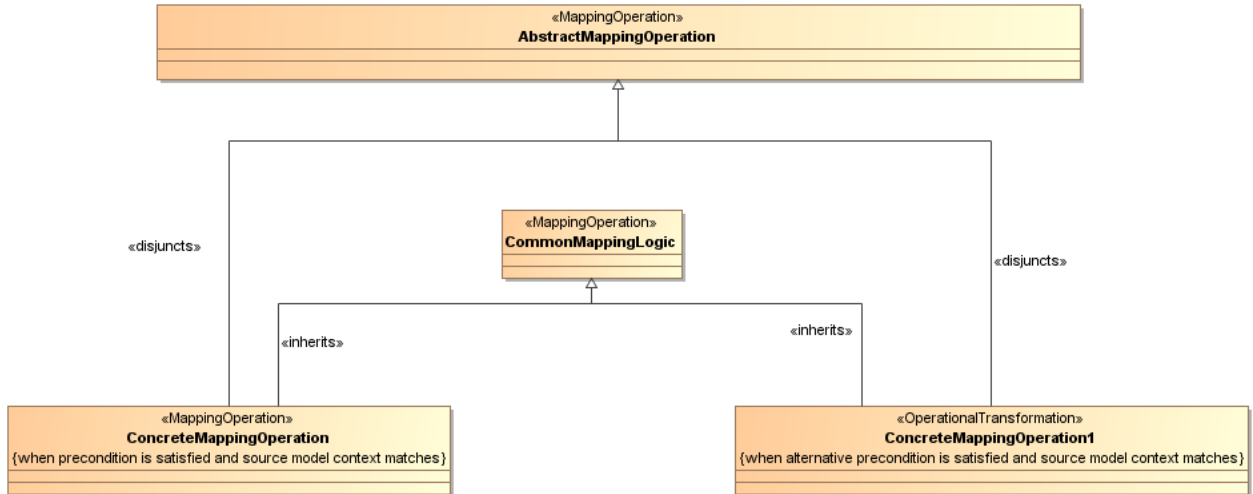 «MappingOperation»
AbstractMappingOperation
«MappingOperation»
CommonMappingLogic
«disjuncts»
«disjuncts»
«inherits»
«inherits»
«MappingOperation»
ConcreteMappingOperation
{when precondition is satisfied and source model context matches}
«OperationalTransformation»
ConcreteMappingOperation1
{when alternative precondition is satisfied and source model context matches}